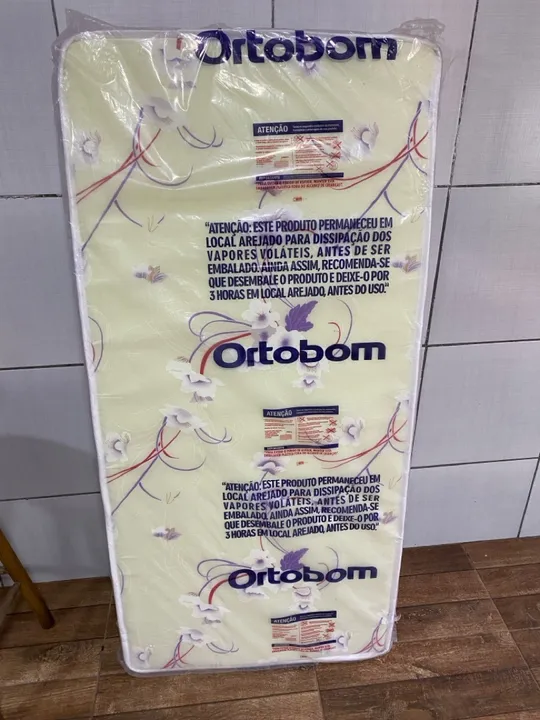 Ortobom
ATENÇÃO
"ATENÇÃO: ESTE PRODUTO PERMANECEU EM
LOCAL AREJADO PARA DISSIPAÇÃO DOS
VAPORES VOLÁTEIS, ANTES DE SER
EMBALADO. AINDA ASSIM, RECOMENDA-SE
QUE DESEMBALE O PRODUTO E DEIXE-O POR
3 HORAS EM LOCAL AREJADO, ANTES DO USO."
Ortobom
ATENÇÃO
"ATENÇÃO: ESTE PRODUTO PERMANECEU EM
LOCAL AREJADO PARA DISSIPAÇÃO DOS
VAPORES VOLÁTEIS, ANTES DE SER
EMBALADO. AINDA ASSIM, RECOMENDA-SE
QUE DESEMBALE O PRODUTO E DEIXE-O POR
3 HORAS EM LOCAL AREJADO, ANTES DO USO."
Ortobom
ATENÇÃO